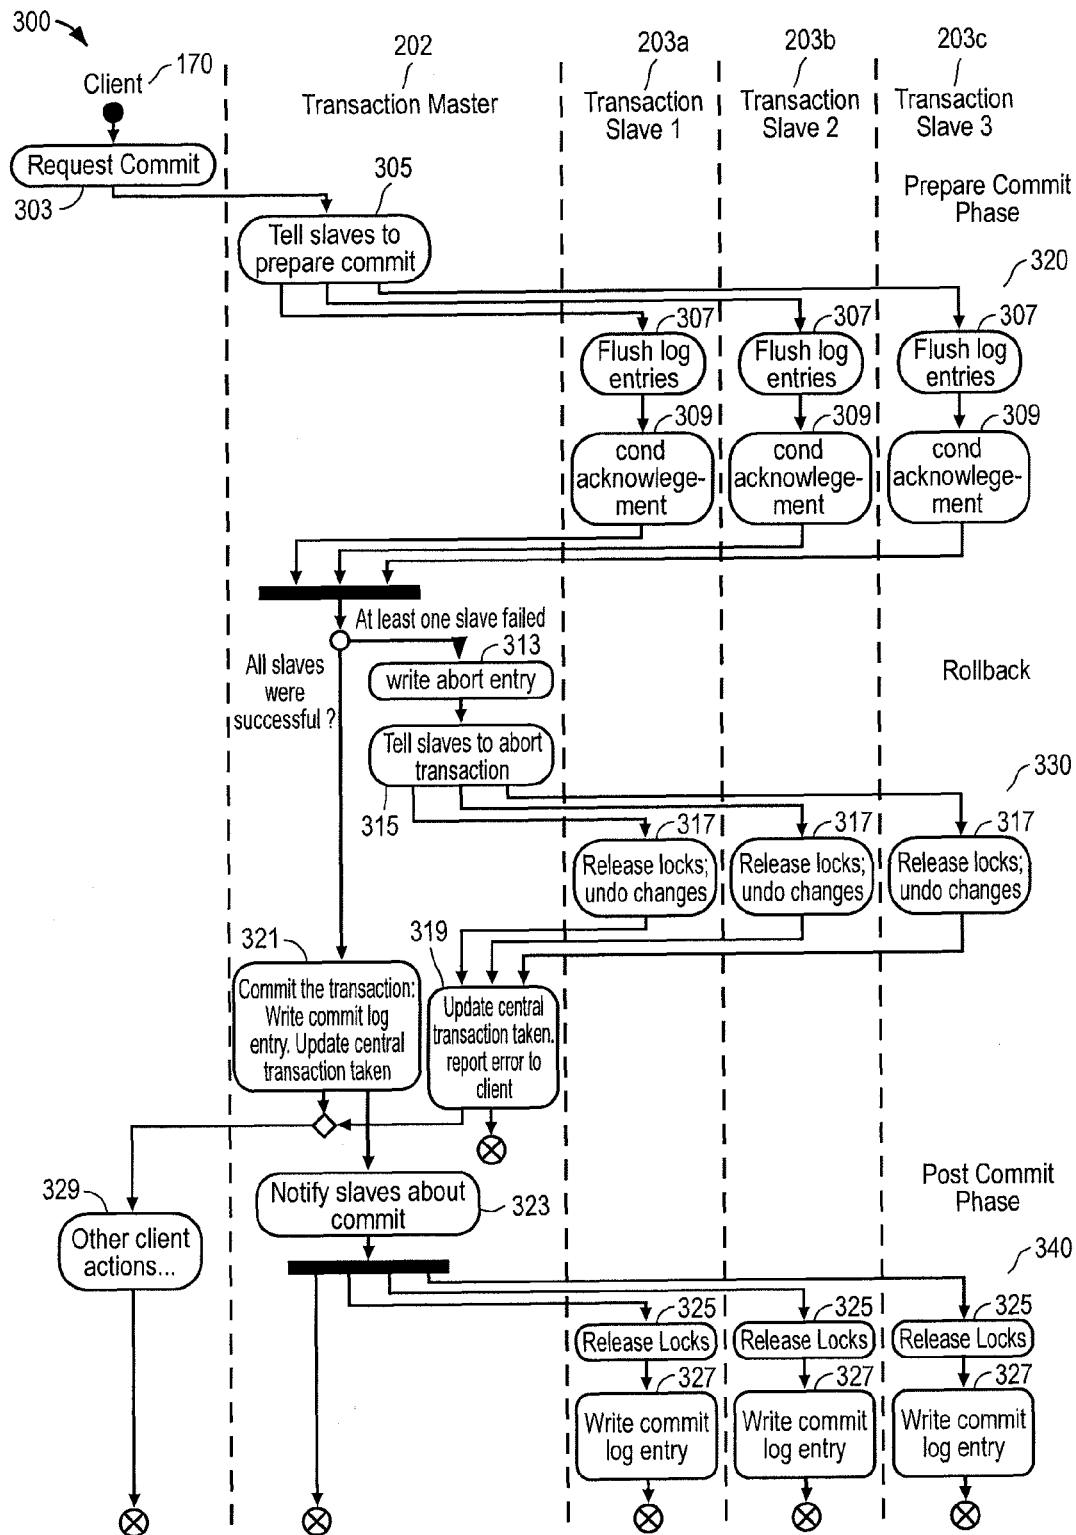 300
Client
170
202
Transaction Master
203a
Transaction
Slave 1
203b
Transaction
Slave 2
203c
Transaction
Slave 3
Request Commit
303
305
Tell slaves to
prepare commit
Prepare Commit
Phase
320
307
Flush log
entries
307
Flush log
entries
307
Flush log
entries
309
cond
acknowlege-
ment
309
cond
acknowlege-
ment
309
cond
acknowlege-
ment
At least one slave failed
All slaves
were
successful ?
313
write abort entry
Rollback
Tell slaves to abort
transaction
315
330
317
Release locks;
undo changes
317
Release locks;
undo changes
317
Release locks;
undo changes
321
Commit the transaction:
Write commit log
entry. Update central
transaction taken
319
Update central
transaction taken.
report error to
client
Post Commit
Phase
329
Other client
actions...
Notify slaves about
commit
323
340
325
Release Locks
325
Release Locks
325
Release Locks
327
Write commit
log entry
327
Write commit
log entry
327
Write commit
log entry